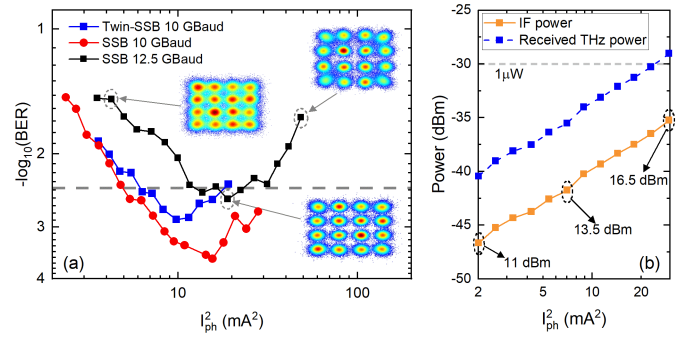 Twin-SSB 10 GBaud
SSB 10 GBaud
SSB 12.5 GBaud
-log₁₀(BER)
1
2
3
4
(a)
10
100
I²ph (mA²)
IF power
Received THz power
1μW
16.5 dBm
13.5 dBm
11 dBm
(b)
Power (dBm)
-25
-30
-35
-40
-45
-50
2
5
10
20
I²ph (mA²)